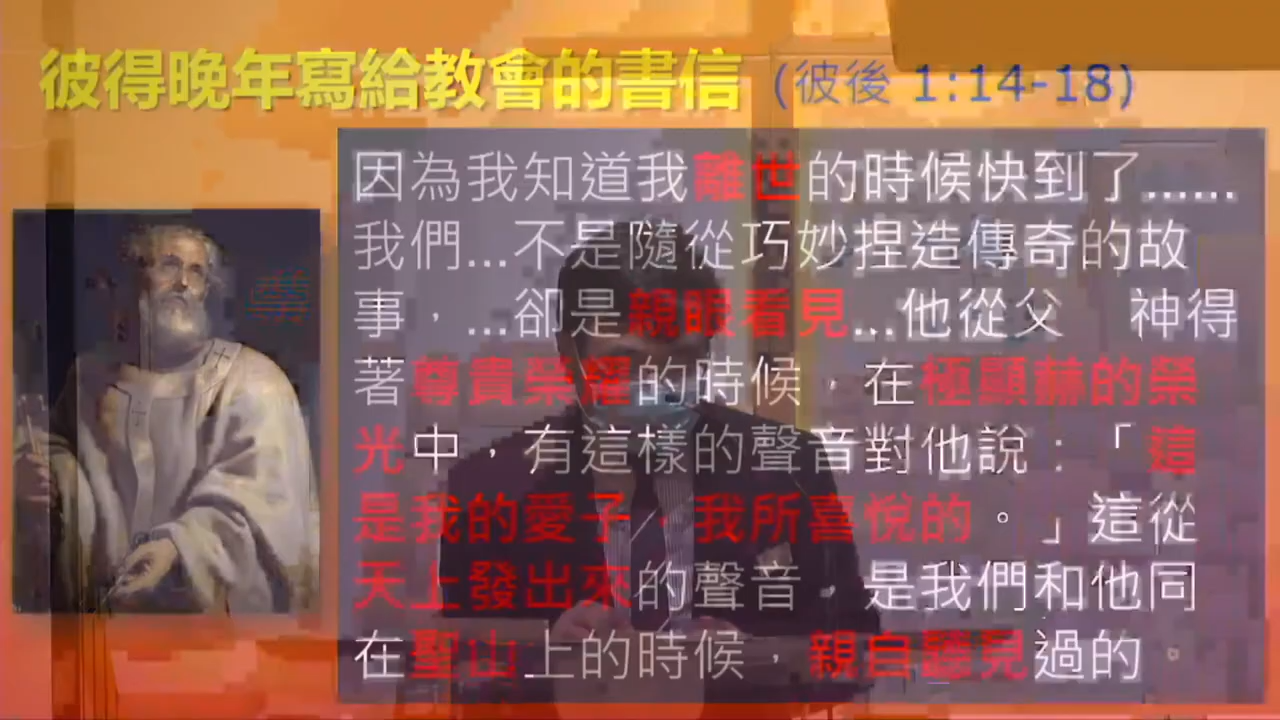 彼得晚年寫給教會的書信 (彼後 1:14-18)
因為我知道我離世的時候快到了......
我們...不是隨從巧妙捏造傳奇的故
事，...卻是親眼看見...他從父　神得
著尊貴榮耀的時候，在極顯赫的榮
光中，有這樣的聲音對他說：「這
是我的愛子，我所喜悅的。」這從
天上發出來的聲音，是我們和他同
在聖山上的時候，親自聽見過的。